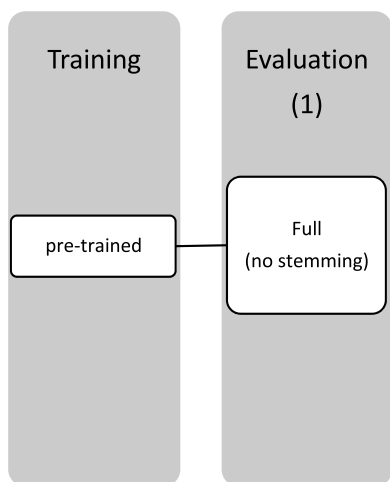 Training
Evaluation
(1)
pre-trained
Full
(no stemming)